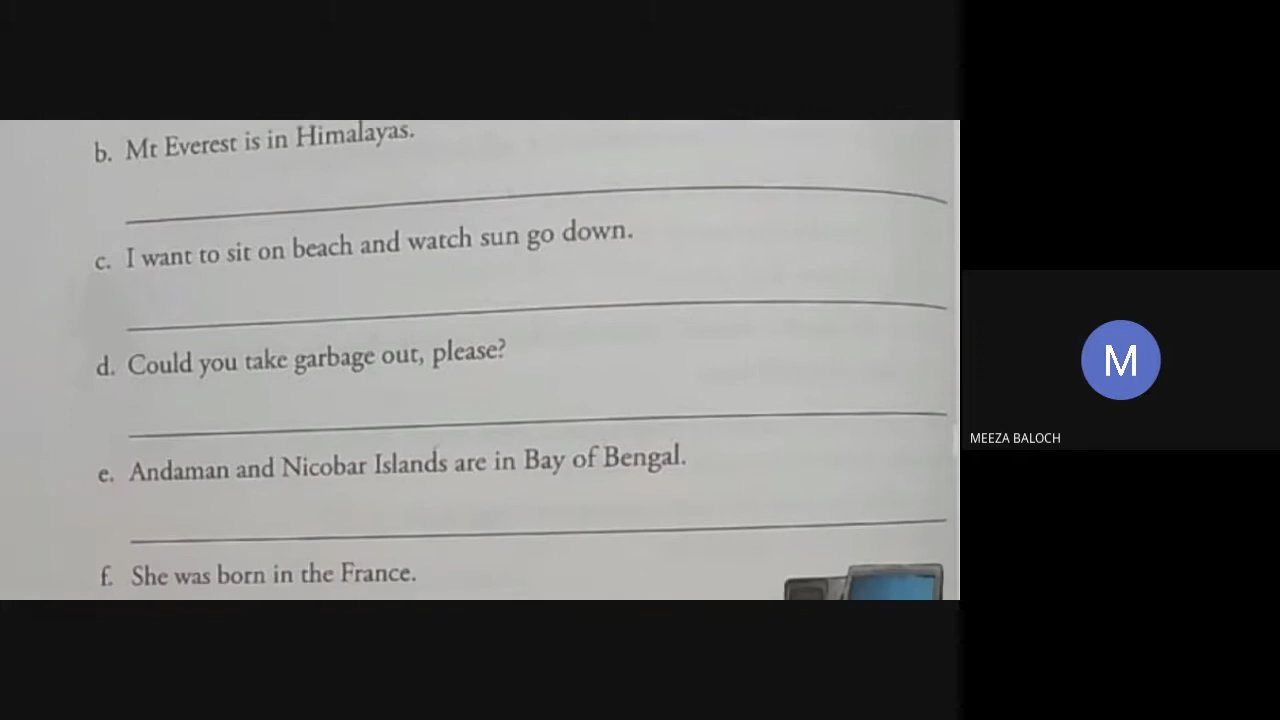 b. Mt Everest is in Himalayas.
c. I want to sit on beach and watch sun go down.
d. Could you take garbage out, please?
e. Andaman and Nicobar Islands are in Bay of Bengal.
f. She was born in the France.
M
MEEZA BALOCH